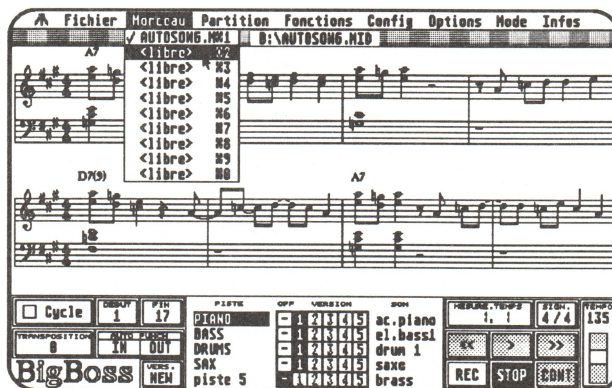 Fichier Morceau Partition Fonctions Config Options Mode Infos
✓ AUTOSONG.M⌘1 D:\AUTOSONG.MID
<libre> ⌘2
<libre> ⌘3
<libre> ⌘4
<libre> ⌘5
<libre> ⌘6
<libre> ⌘7
<libre> ⌘8
<libre> ⌘9
<libre> ⌘0
A7
D7(9) A7
Cycle
DEBUT
1
FIN
17
TRANSPOSITION
0
AUTO PUNCH
IN OUT
BigBoss
VERS.
NEW
PISTE OFF VERSION SON
PIANO - 1 2 3 4 5 ac.piano
BASS - 1 2 3 4 5 el.bass1
DRUMS - 1 2 3 4 5 drum 1
SAX - 1 2 3 4 5 saxe
piste 5 - 1 2 3 4 5 brass
MESURE.TEMPS
1, 1
SIGN.
4/4
TEMPO
135
<< > >>
REC STOP CONT